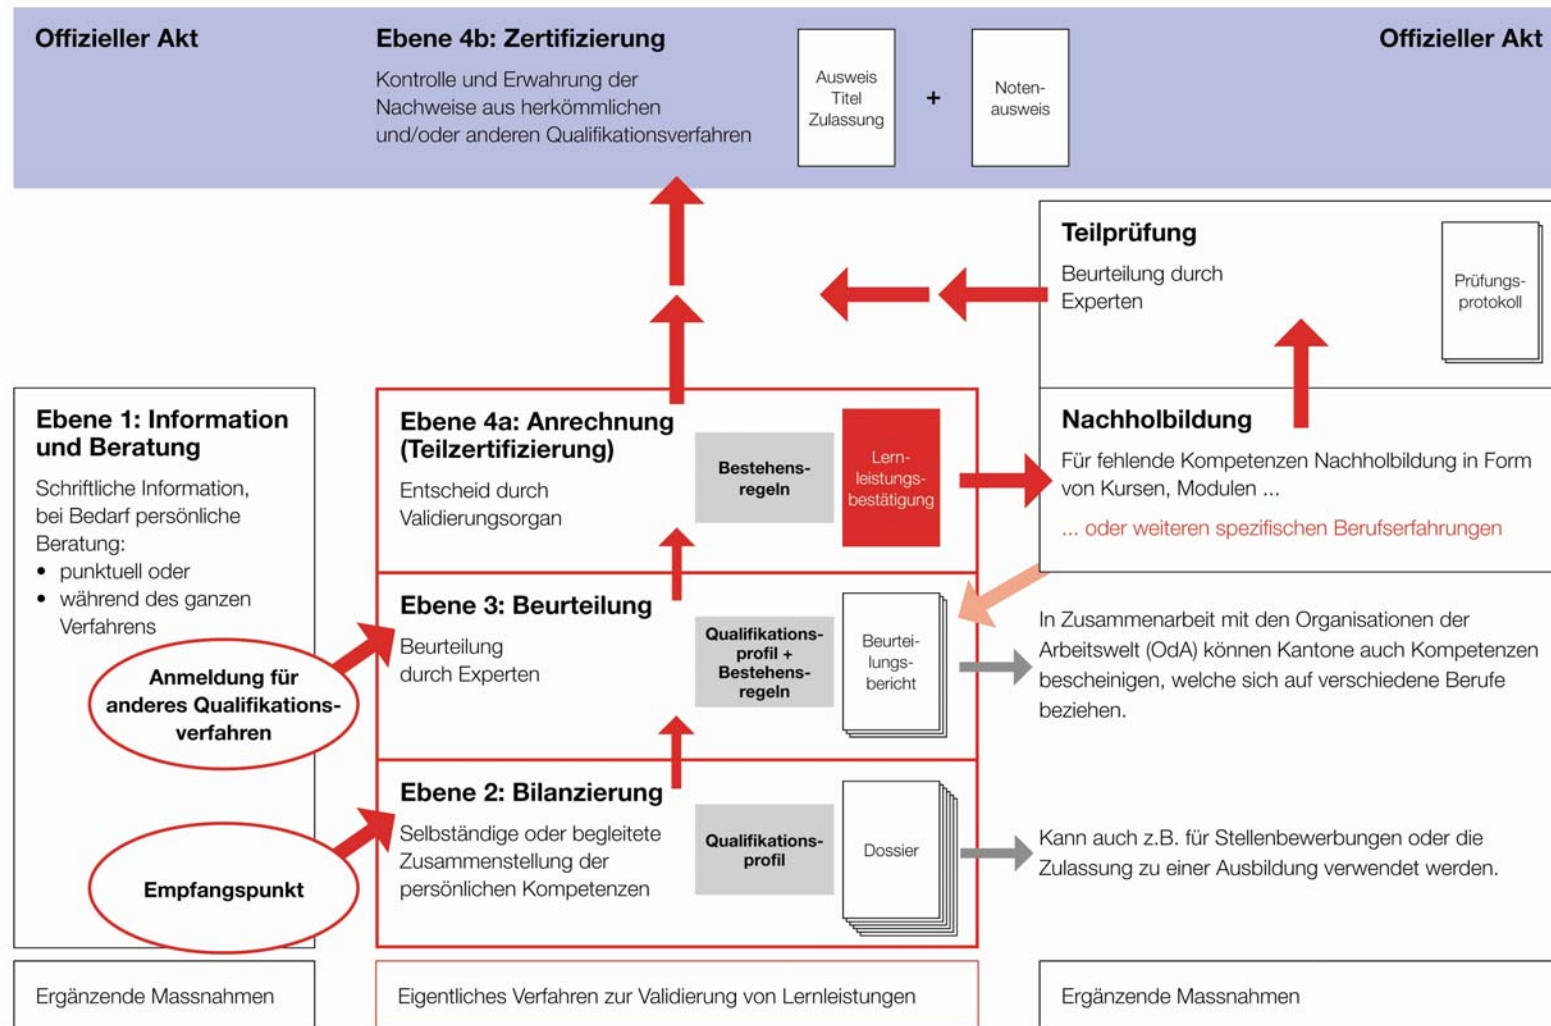 Offizieller Akt
Ebene 4b: Zertifizierung
Kontrolle und Erwahrung der
Nachweise aus herkömmlichen
und/oder anderen Qualifikationsverfahren
Ausweis
Titel
Zulassung
+
Noten-
ausweis
Offizieller Akt
Teilprüfung
Beurteilung durch
Experten
Prüfungs-
protokoll
Ebene 1: Information
und Beratung
Schriftliche Information,
bei Bedarf persönliche
Beratung:
• punktuell oder
• während des ganzen
Verfahrens
Anmeldung für
anderes Qualifikations-
verfahren
Empfangspunkt
Ebene 4a: Anrechnung
(Teilzertifizierung)
Entscheid durch
Validierungsorgan
Bestehens-
regeln
Lern-
leistungs-
bestätigung
Nachholbildung
Für fehlende Kompetenzen Nachholbildung in Form
von Kursen, Modulen ...
... oder weiteren spezifischen Berufserfahrungen
Ebene 3: Beurteilung
Beurteilung
durch Experten
Qualifikations-
profil +
Bestehens-
regeln
Beurtei-
lungs-
bericht
In Zusammenarbeit mit den Organisationen der
Arbeitswelt (OdA) können Kantone auch Kompetenzen
bescheinigen, welche sich auf verschiedene Berufe
beziehen.
Ebene 2: Bilanzierung
Selbständige oder begleitete
Zusammenstellung der
persönlichen Kompetenzen
Qualifikations-
profil
Dossier
Kann auch z.B. für Stellenbewerbungen oder die
Zulassung zu einer Ausbildung verwendet werden.
Ergänzende Massnahmen
Eigentliches Verfahren zur Validierung von Lernleistungen
Ergänzende Massnahmen